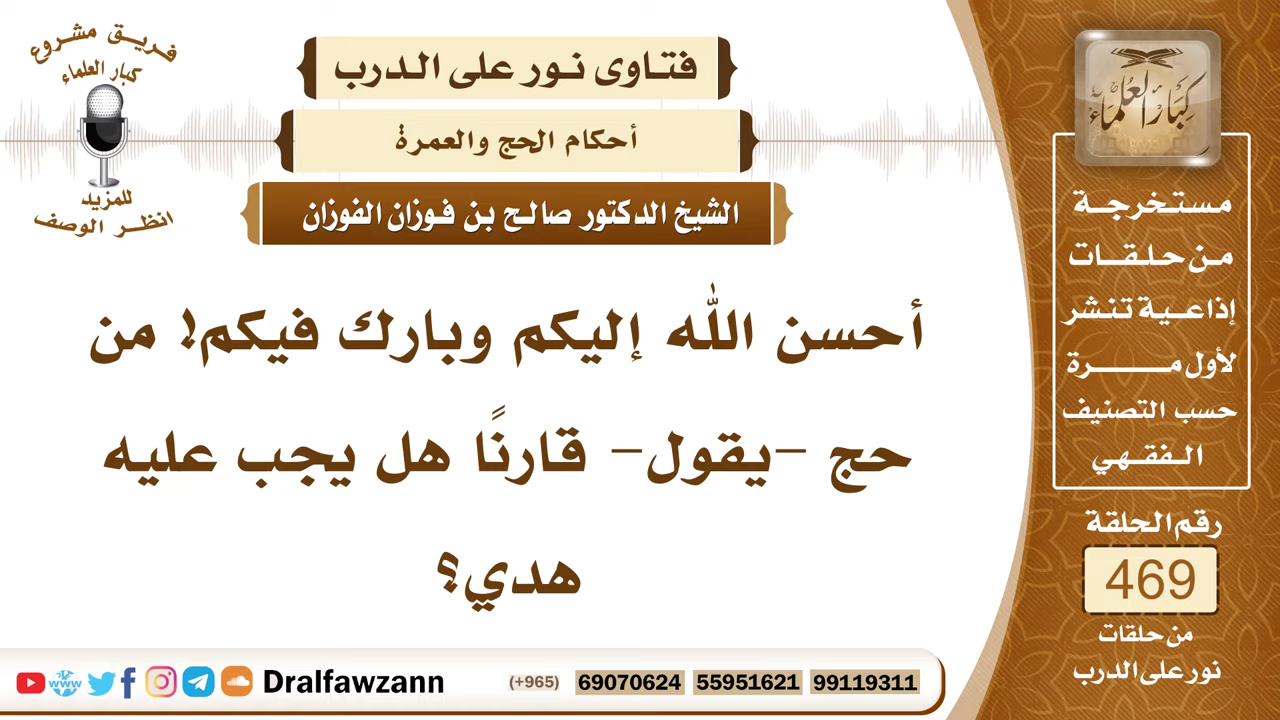 فريق مشروع
كبار العلماء
للمزيد
انظر الوصف
فتاوى نور على الدرب
أحكام الحج والعمرة
الشيخ الدكتور صالح بن فوزان الفوزان
أحسن الله إليكم وبارك فيكم! من
حج -يقول- قارنًا هل يجب عليه
هدي؟
كبار العلماء
مستخرجة
من حلقات
إذاعية تنشر
لأول مرة
حسب التصنيف
الفقهي
رقم الحلقة
469
من حلقات
نور على الدرب
www
Dralfawzann
(+965) 69070624 55951621 99119311